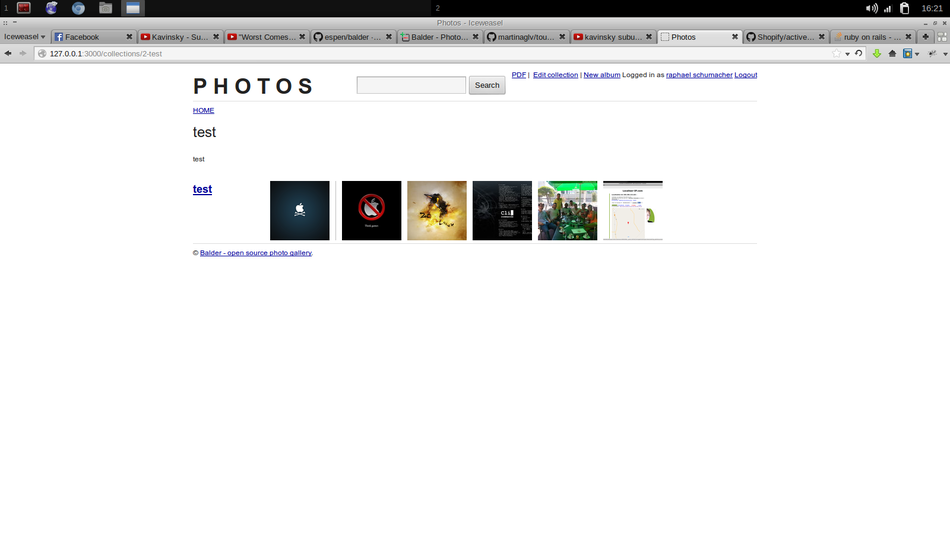 1
2
16:21
Photos - Iceweasel
Iceweasel
Facebook
Kavinsky - Su…
"Worst Comes…
espen/balder ·…
Balder - Photo…
martinaglv/tou…
kavinsky subu…
Photos
Shopify/active…
ruby on rails - …
127.0.0.1:3000/collections/2-test
PHOTOS
Search
PDF | Edit collection | New album Logged in as raphael schumacher Logout
HOME
test
test
test
© Balder - open source photo gallery.